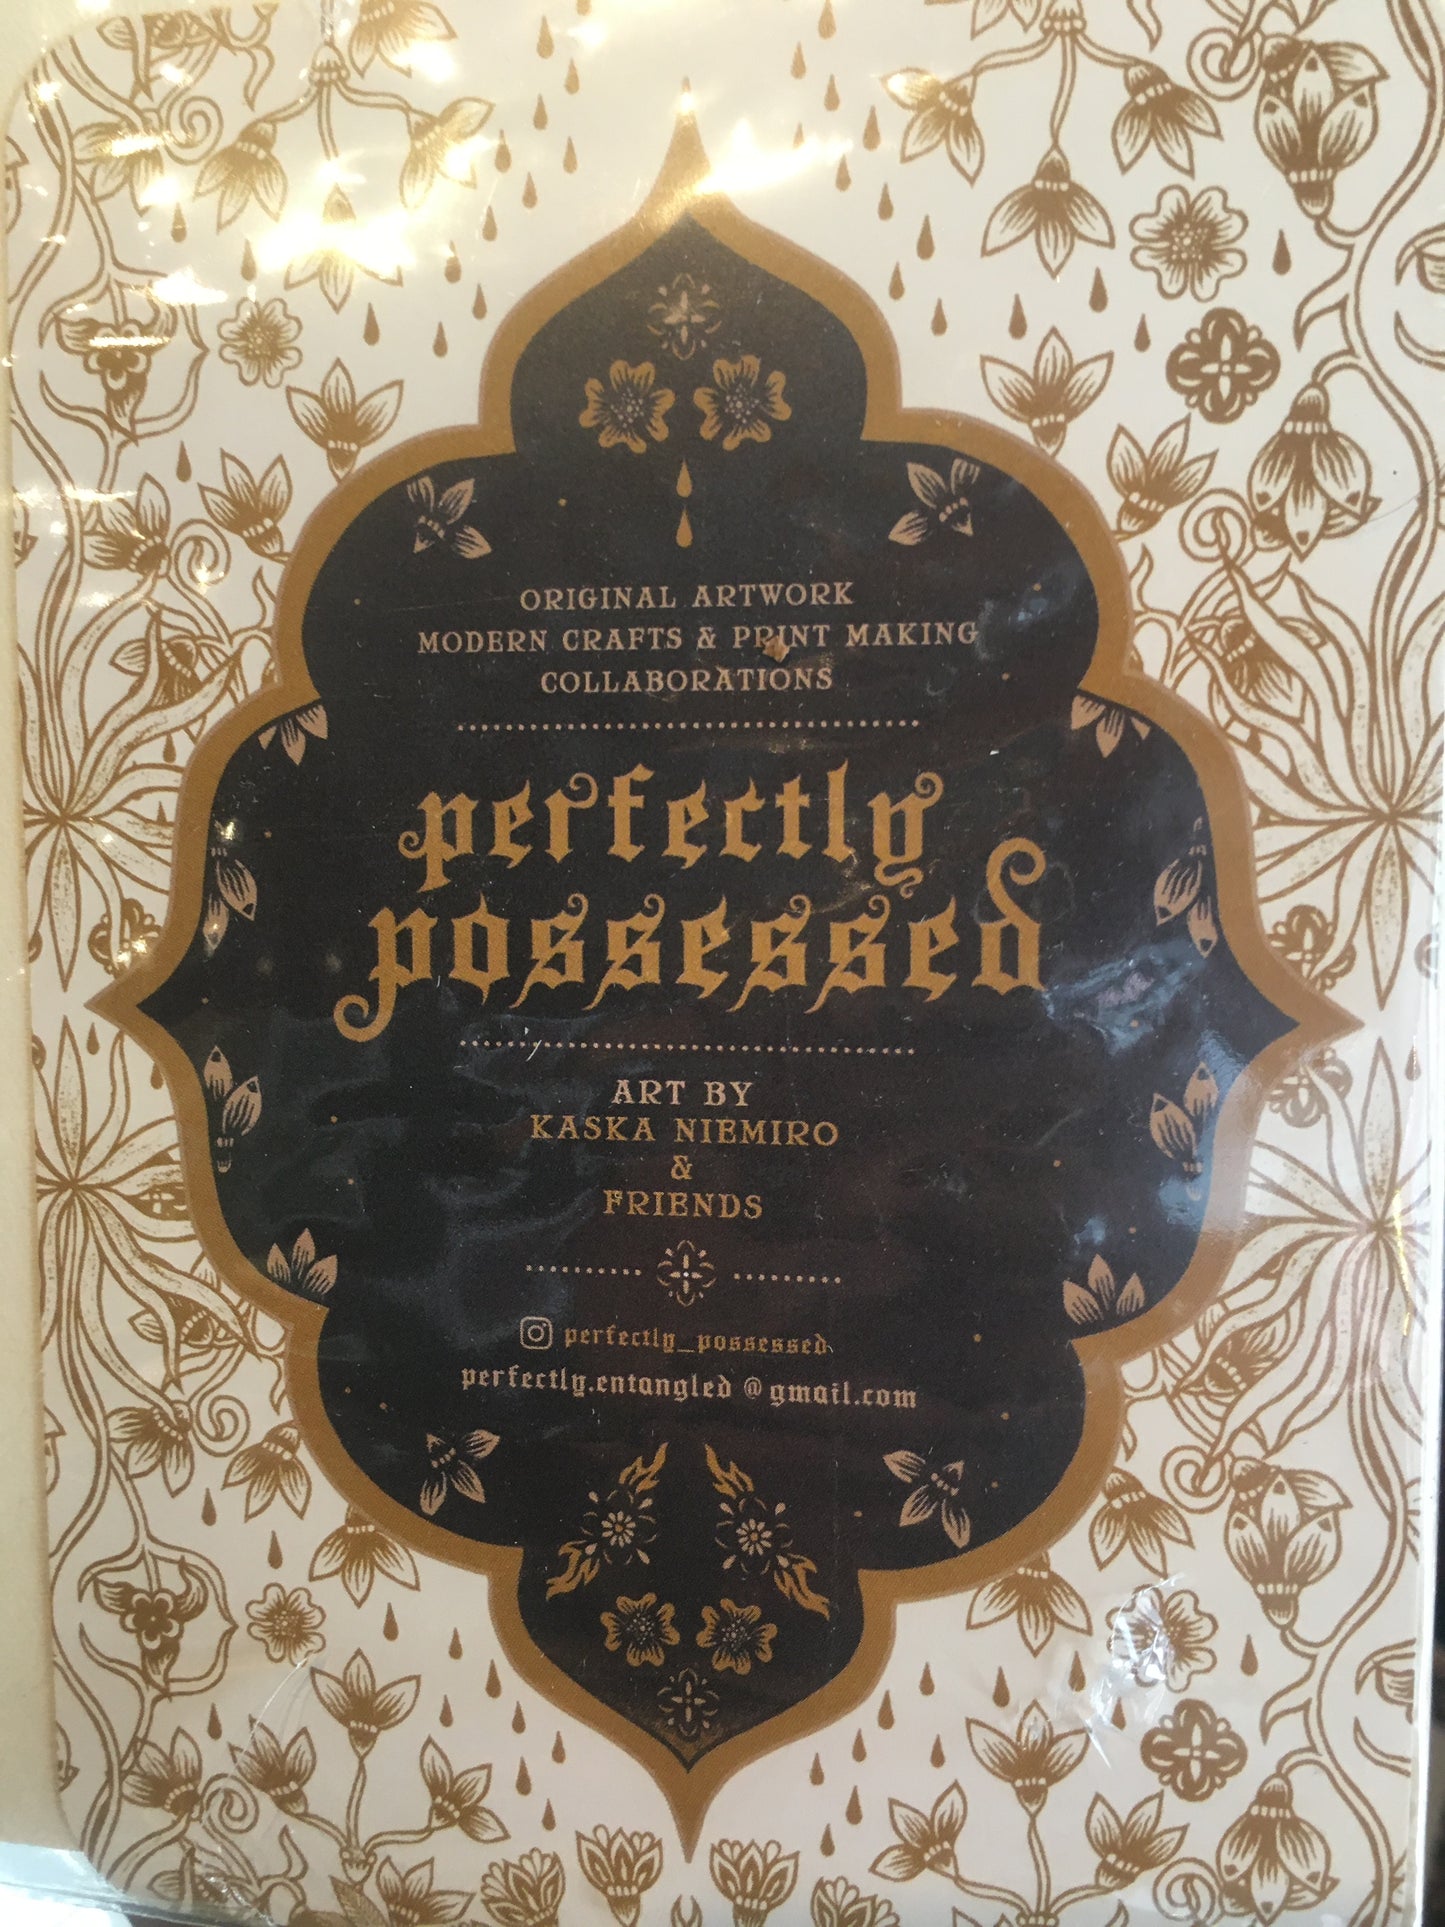 ORIGINAL ARTWORK
MODERN CRAFTS & PRINT MAKING
COLLABORATIONS
perfectly
possessed
ART BY
KASKA NIEMIRO
&
FRIENDS
perfectly_possessed
perfectly.entangled @ gmail.com